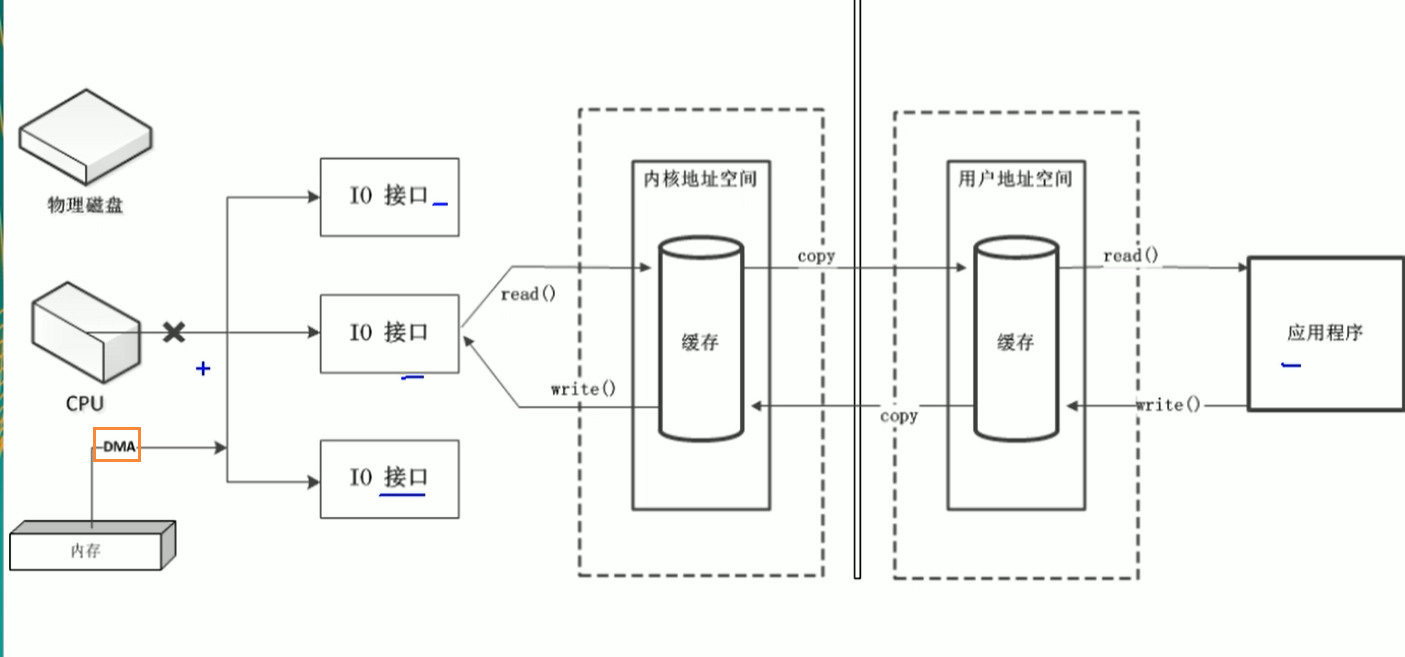 物理磁盘
CPU
DMA
内存
IO 接口
IO 接口
IO 接口
read()
write()
内核地址空间
缓存
copy
copy
用户地址空间
缓存
read()
write()
应用程序